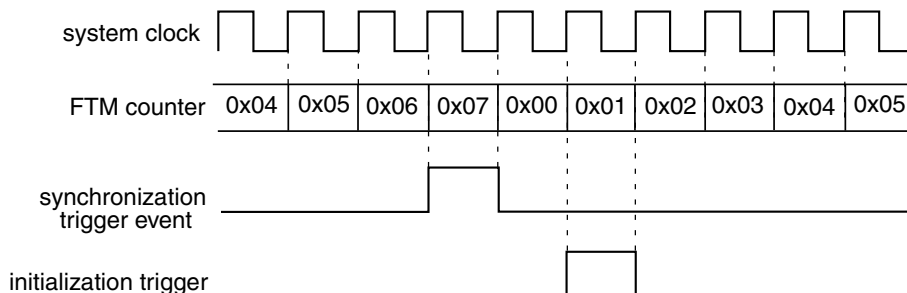 system clock
FTM counter 0x04 0x05 0x06 0x07 0x00 0x01 0x02 0x03 0x04 0x05
synchronization
trigger event
initialization trigger